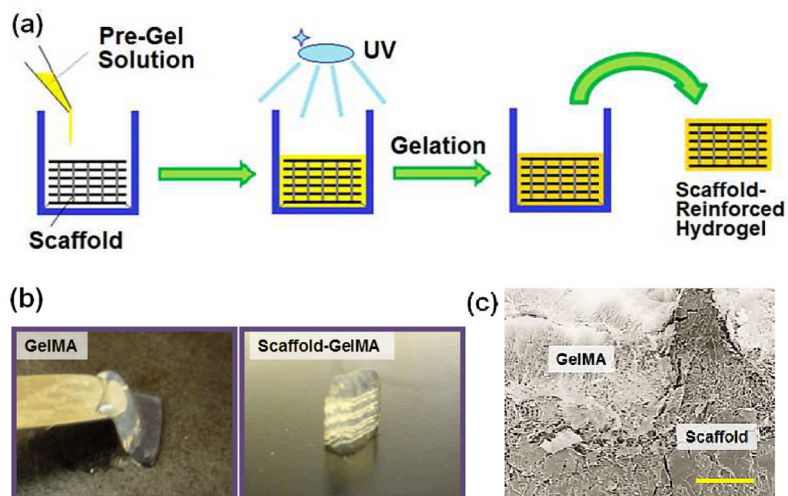 (a)
Pre-Gel
Solution
UV
Gelation
Scaffold
Scaffold-
Reinforced
Hydrogel
(b)
GelMA
Scaffold-GelMA
(c)
GelMA
Scaffold